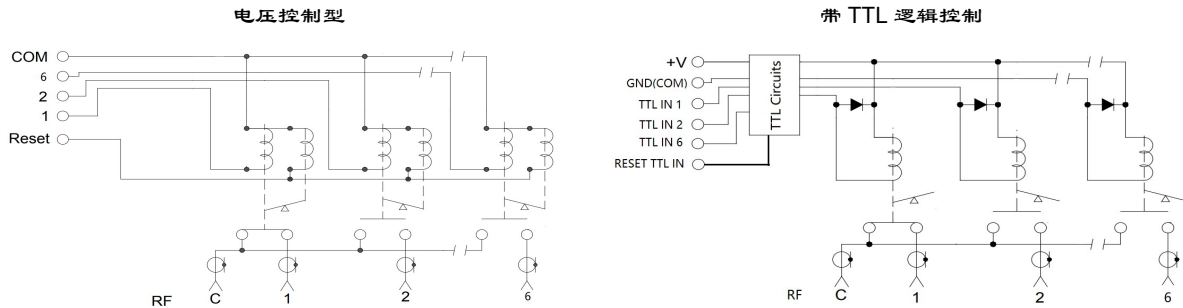 电压控制型
COM
6
2
1
Reset
RF C 1 2 6
带 TTL 逻辑控制
+V
GND(COM)
TTL IN 1
TTL IN 2
TTL IN 6
RESET TTL IN
TTL Circuits
RF C 1 2 6